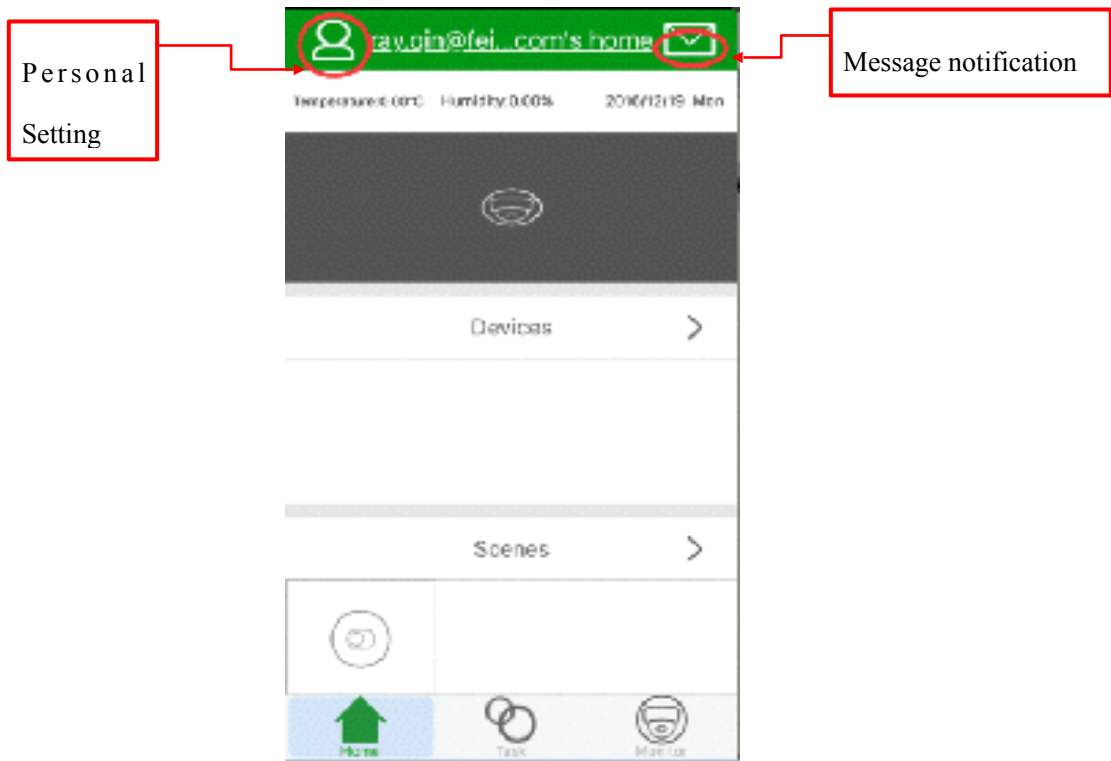 Personal
Setting
ray.qin@fei...com's home
Message notification
Temperature:0.00°C Humidity:0.00% 2016/12/19 Mon
Devices
Scenes
Home
Task
Monitor